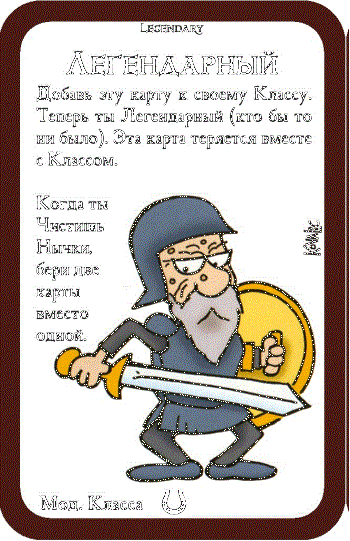 LEGENDARY
ЛЕГЕНДАРНЫЙ
Добавь эту карту к своему Классу.
Теперь ты Легендарный (кто бы то
ни было). Эта карта теряется вместе
с Классом.
Когда ты
Чистишь
Нычки,
бери две
карты
вместо
одной.
Мод. Класса